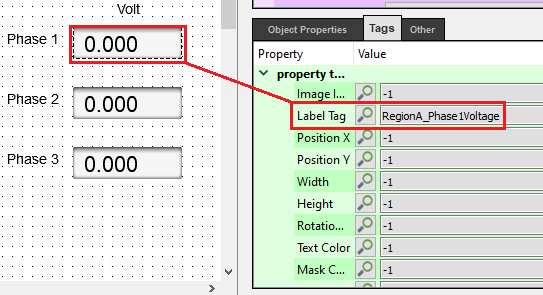 Volt
Phase 1
0.000
Phase 2
0.000
Phase 3
0.000
Object Properties
Tags
Other
Property Value
property t...
Image I... -1
Label Tag RegionA_Phase1Voltage
Position X -1
Position Y -1
Width -1
Height -1
Rotatio... -1
Text Color -1
Mask C... -1